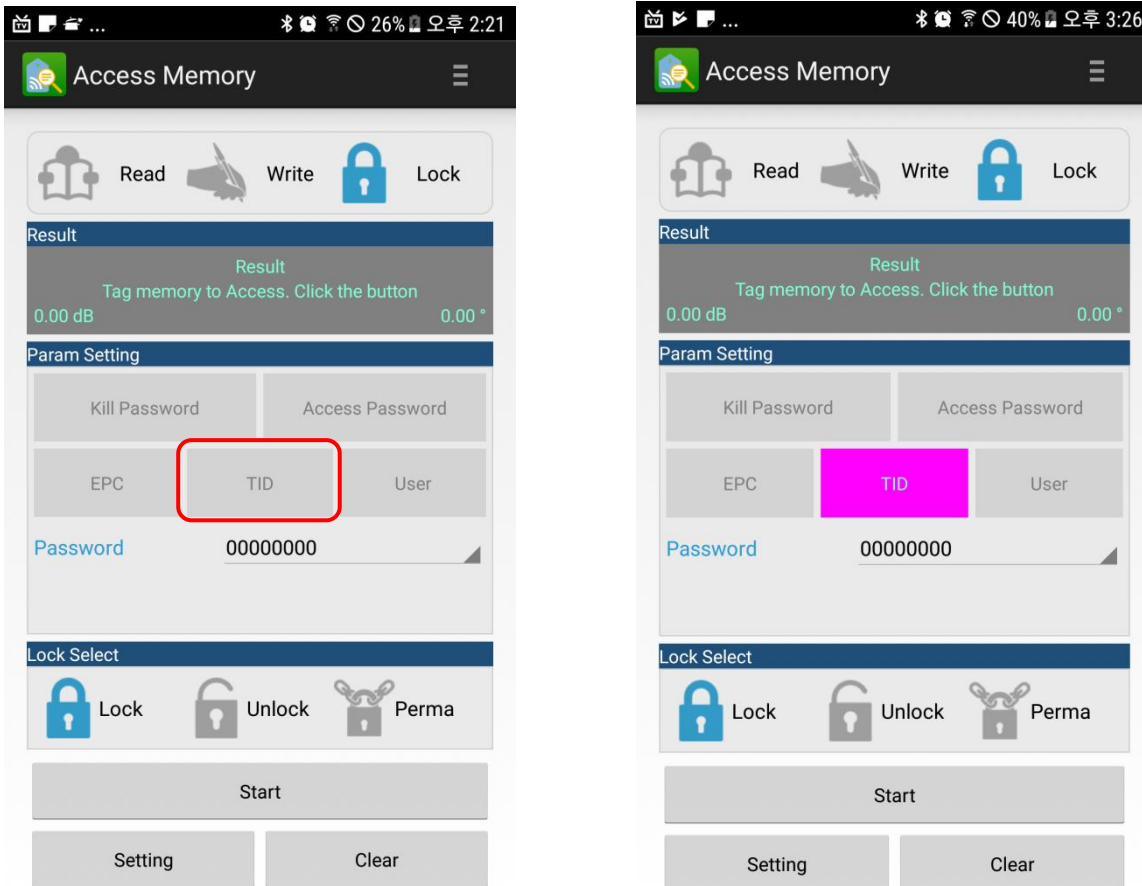 ... 26% 오후 2:21
Access Memory
Read Write Lock
Result
Result
Tag memory to Access. Click the button
0.00 dB 0.00 °
Param Setting
Kill Password Access Password
EPC TID User
Password 00000000
Lock Select
Lock Unlock Perma
Start
Setting Clear
... 40% 오후 3:26
Access Memory
Read Write Lock
Result
Result
Tag memory to Access. Click the button
0.00 dB 0.00 °
Param Setting
Kill Password Access Password
EPC TID User
Password 00000000
Lock Select
Lock Unlock Perma
Start
Setting Clear